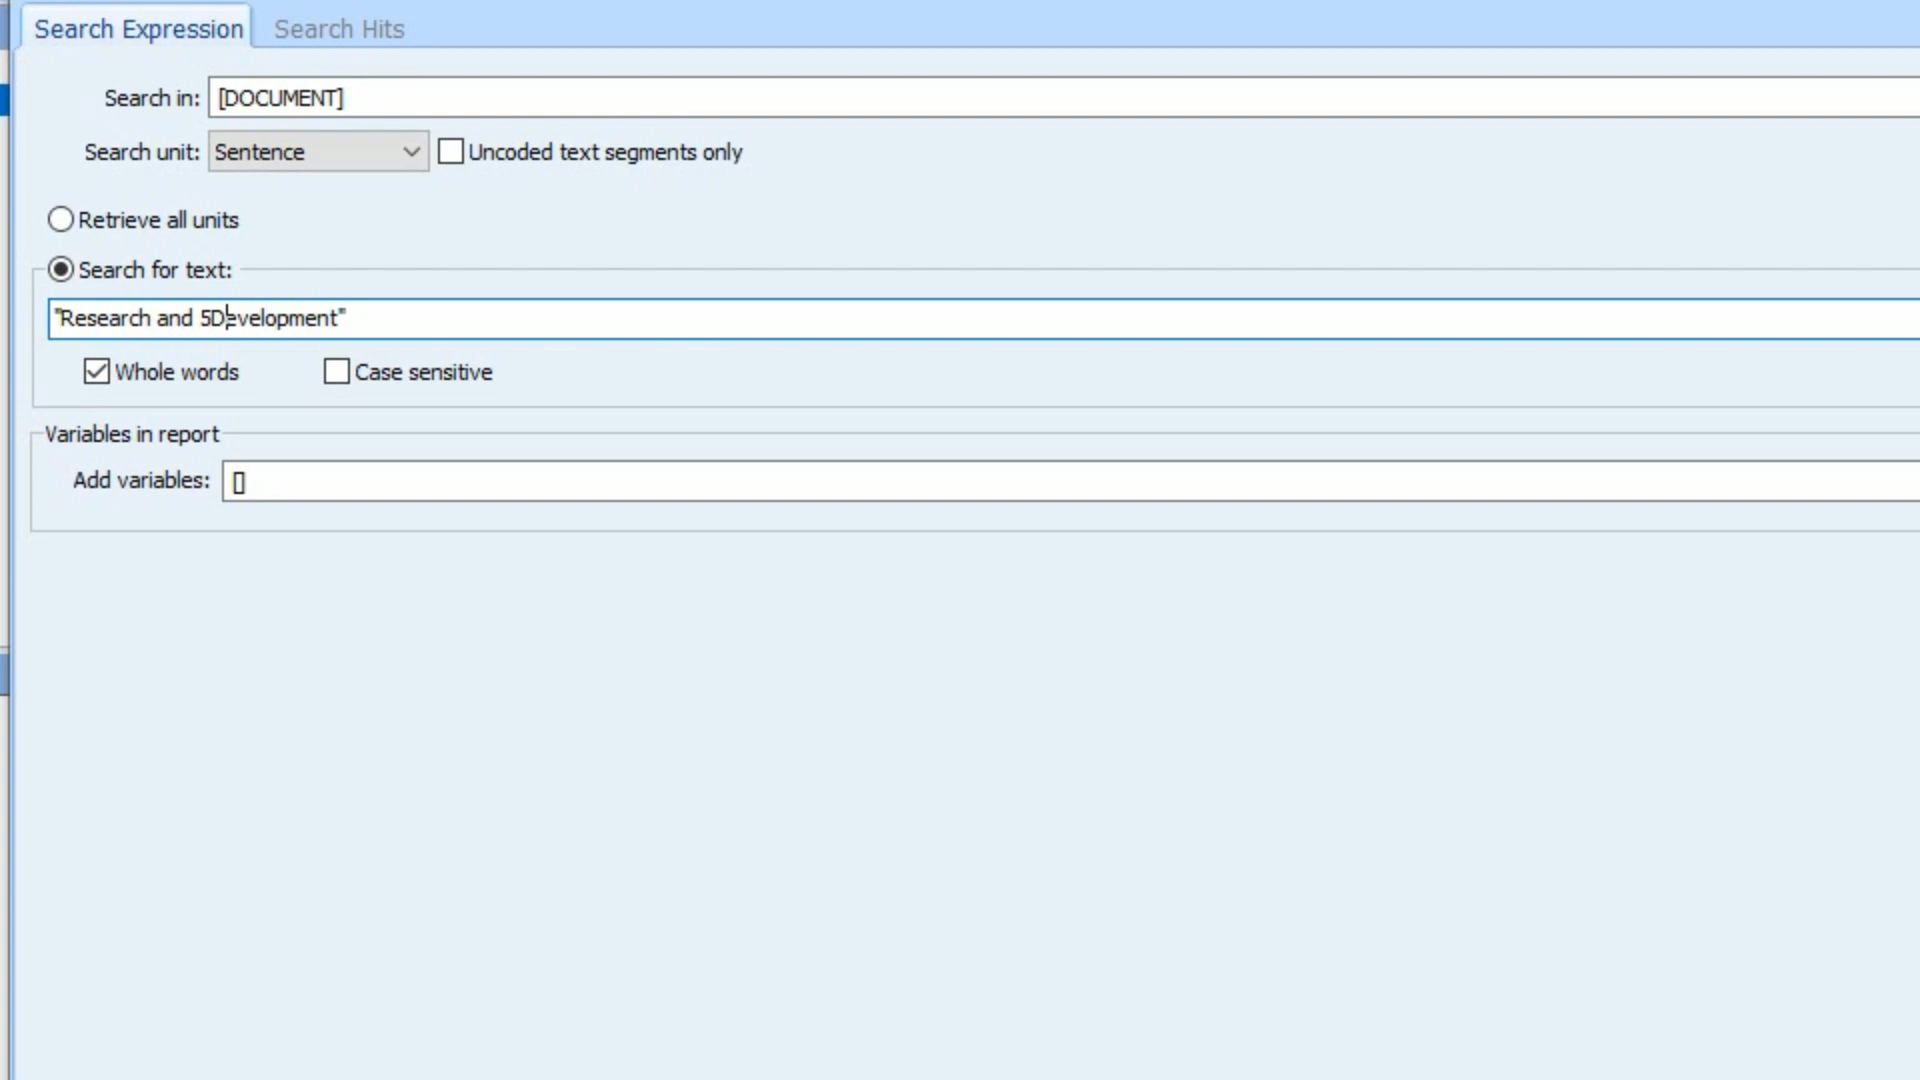 Search Expression Search Hits
Search in: [DOCUMENT]
Search unit: Sentence Uncoded text segments only
Retrieve all units
Search for text:
"Research and 5Development"
Whole words Case sensitive
Variables in report
Add variables: []